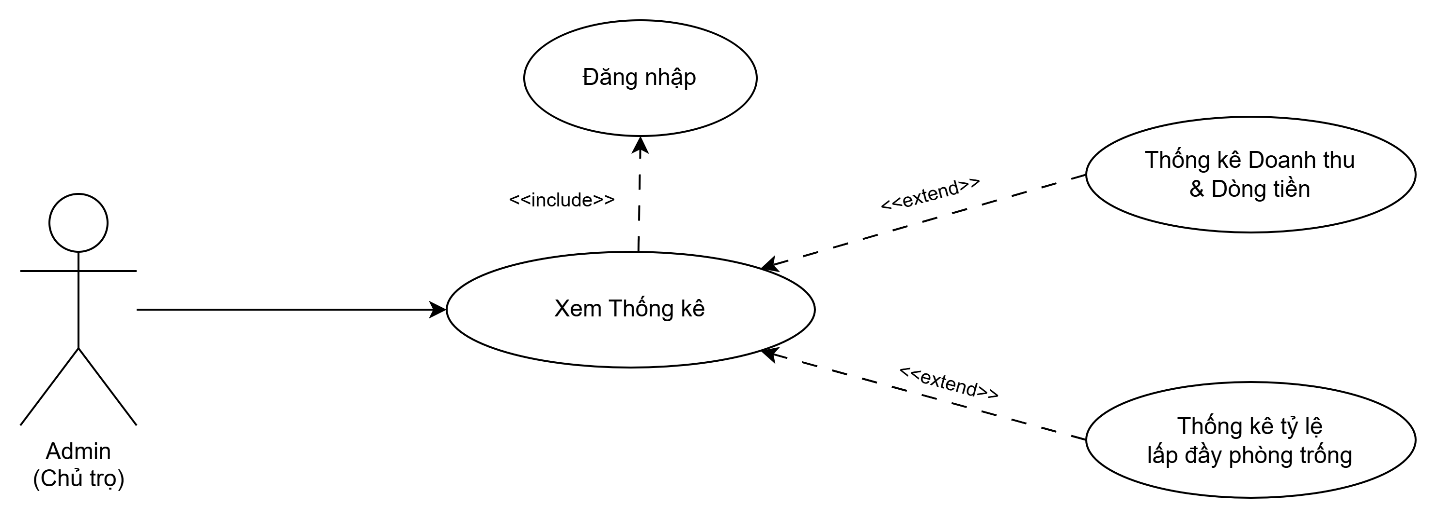 Đăng nhập
<<include>>
Thống kê Doanh thu
& Dòng tiền
<<extend>>
Xem Thống kê
<<extend>>
Thống kê tỷ lệ
lấp đầy phòng trống
Admin
(Chủ trọ)